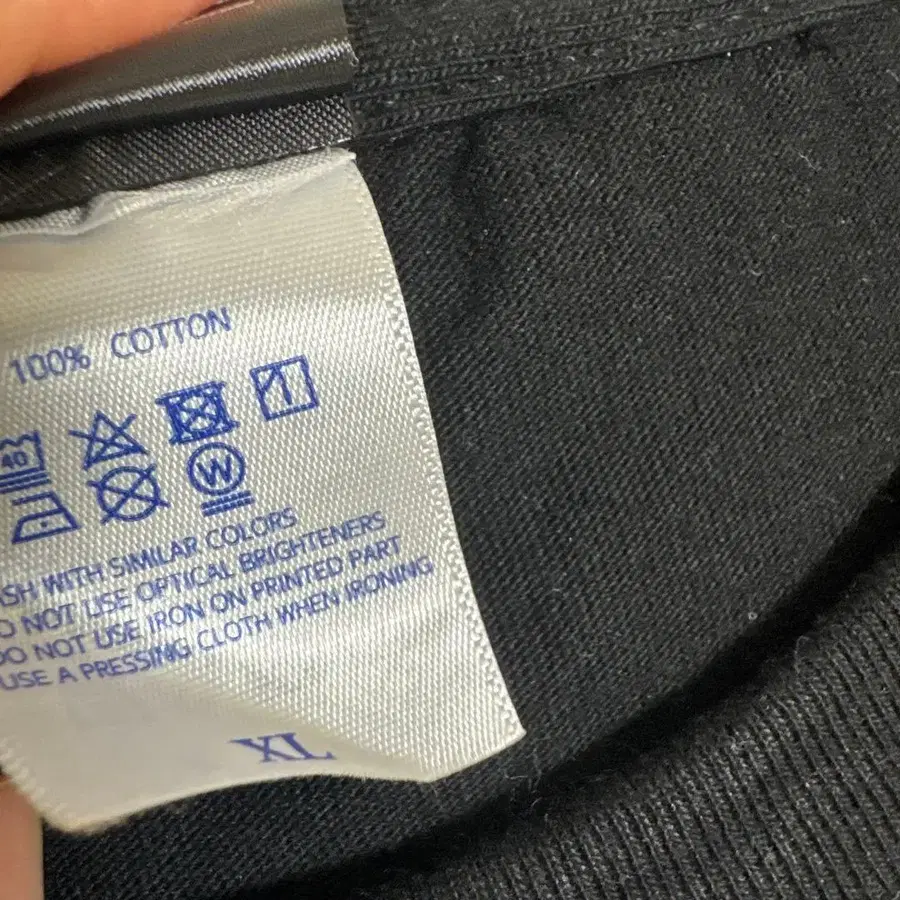 100% COTTON
40
W
SH WITH SIMILAR COLORS
O NOT USE OPTICAL BRIGHTENERS
DO NOT USE IRON ON PRINTED PART
USE A PRESSING CLOTH WHEN IRONING
XL